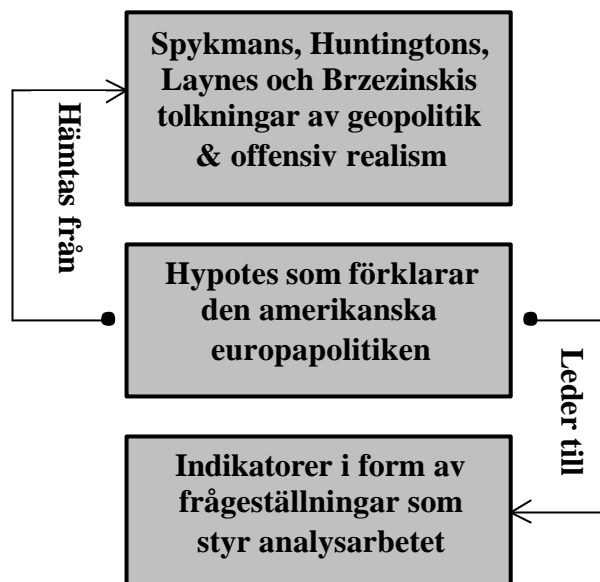 Spykmans, Huntingtons,
Laynes och Brzezinskis
tolkningar av geopolitik
& offensiv realism
Hämtas från
Hypotes som förklarar
den amerikanska
europapolitiken
Leder till
Indikatorer i form av
frågeställningar som
styr analysarbetet